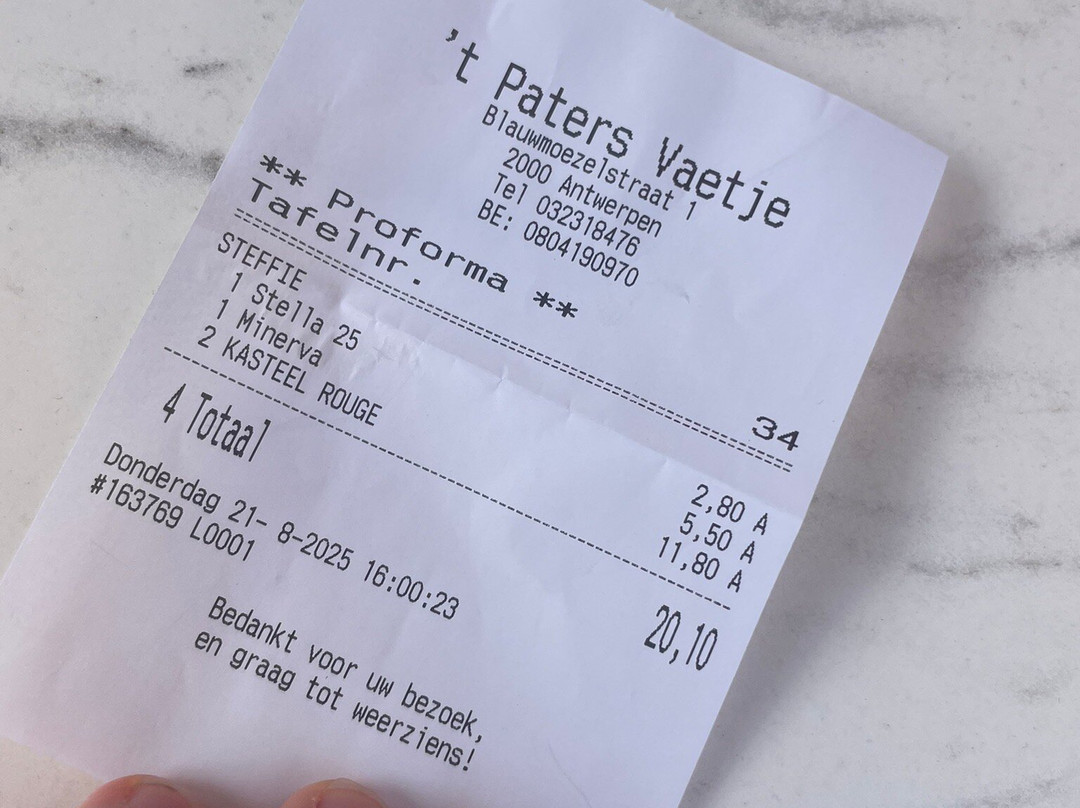 't Paters Vaetje
Blauwmoezelstraat 1
2000 Antwerpen
Tel 032318476
BE: 0804190970
** Proforma **
Tafelnr. 34
STEFFIE
1 Stella 25 2,80 A
1 Minerva 5,50 A
2 KASTEEL ROUGE 11,80 A
4 Totaal 20,10
Donderdag 21- 8-2025 16:00:23
#163769 L0001
Bedankt voor uw bezoek,
en graag tot weerziens!